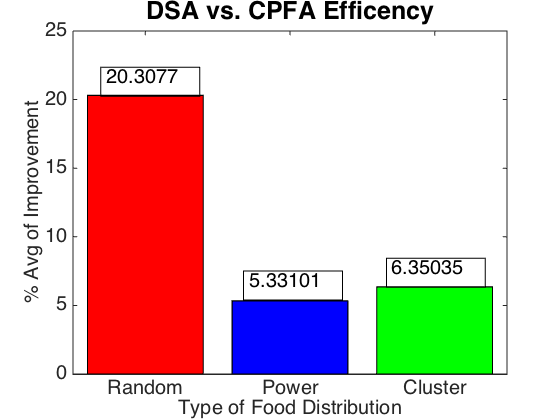 DSA vs. CPFA Efficency
% Avg of Improvement
25
20
15
10
5
0
20.3077
5.33101
6.35035
Random Power Cluster
Type of Food Distribution